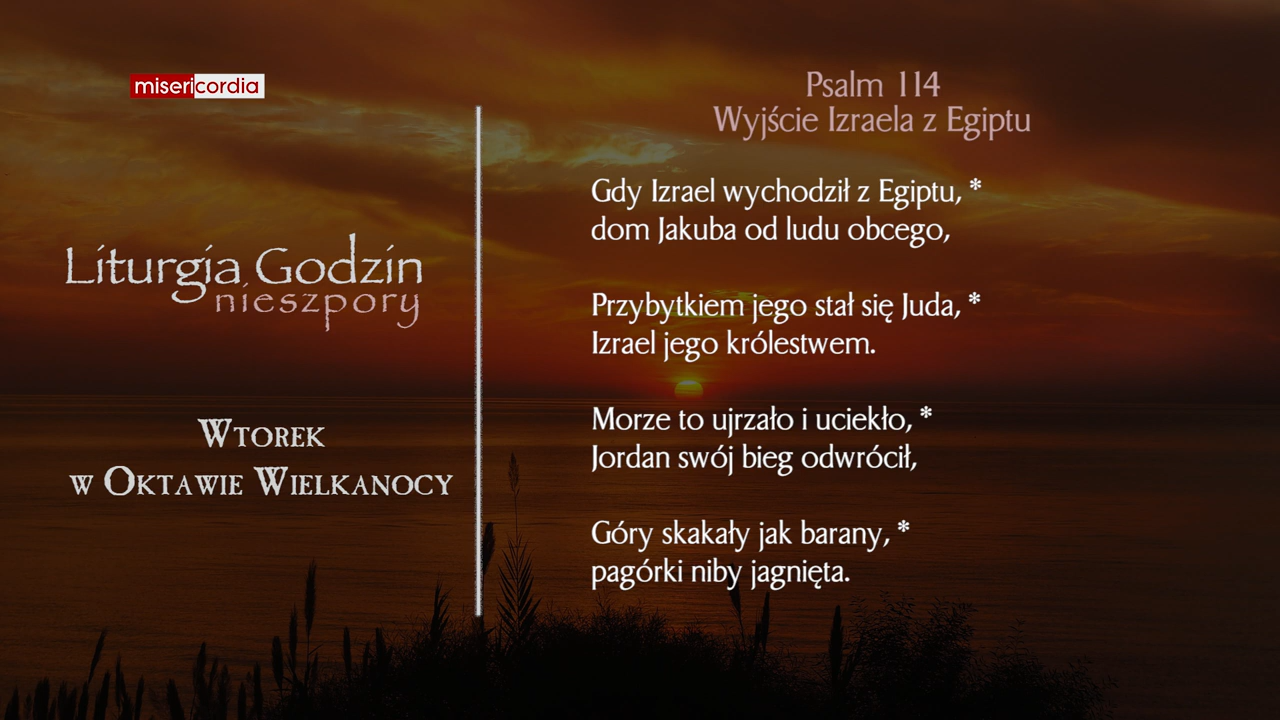 misericordia
Liturgia Godzin
nieszpory
Wtorek
w Oktawie Wielkanocy
Psalm 114
Wyjście Izraela z Egiptu
Gdy Izrael wychodził z Egiptu, *
dom Jakuba od ludu obcego,
Przybytkiem jego stał się Juda, *
Izrael jego królestwem.
Morze to ujrzało i uciekło, *
Jordan swój bieg odwrócił,
Góry skakały jak barany, *
pagórki niby jagnięta.